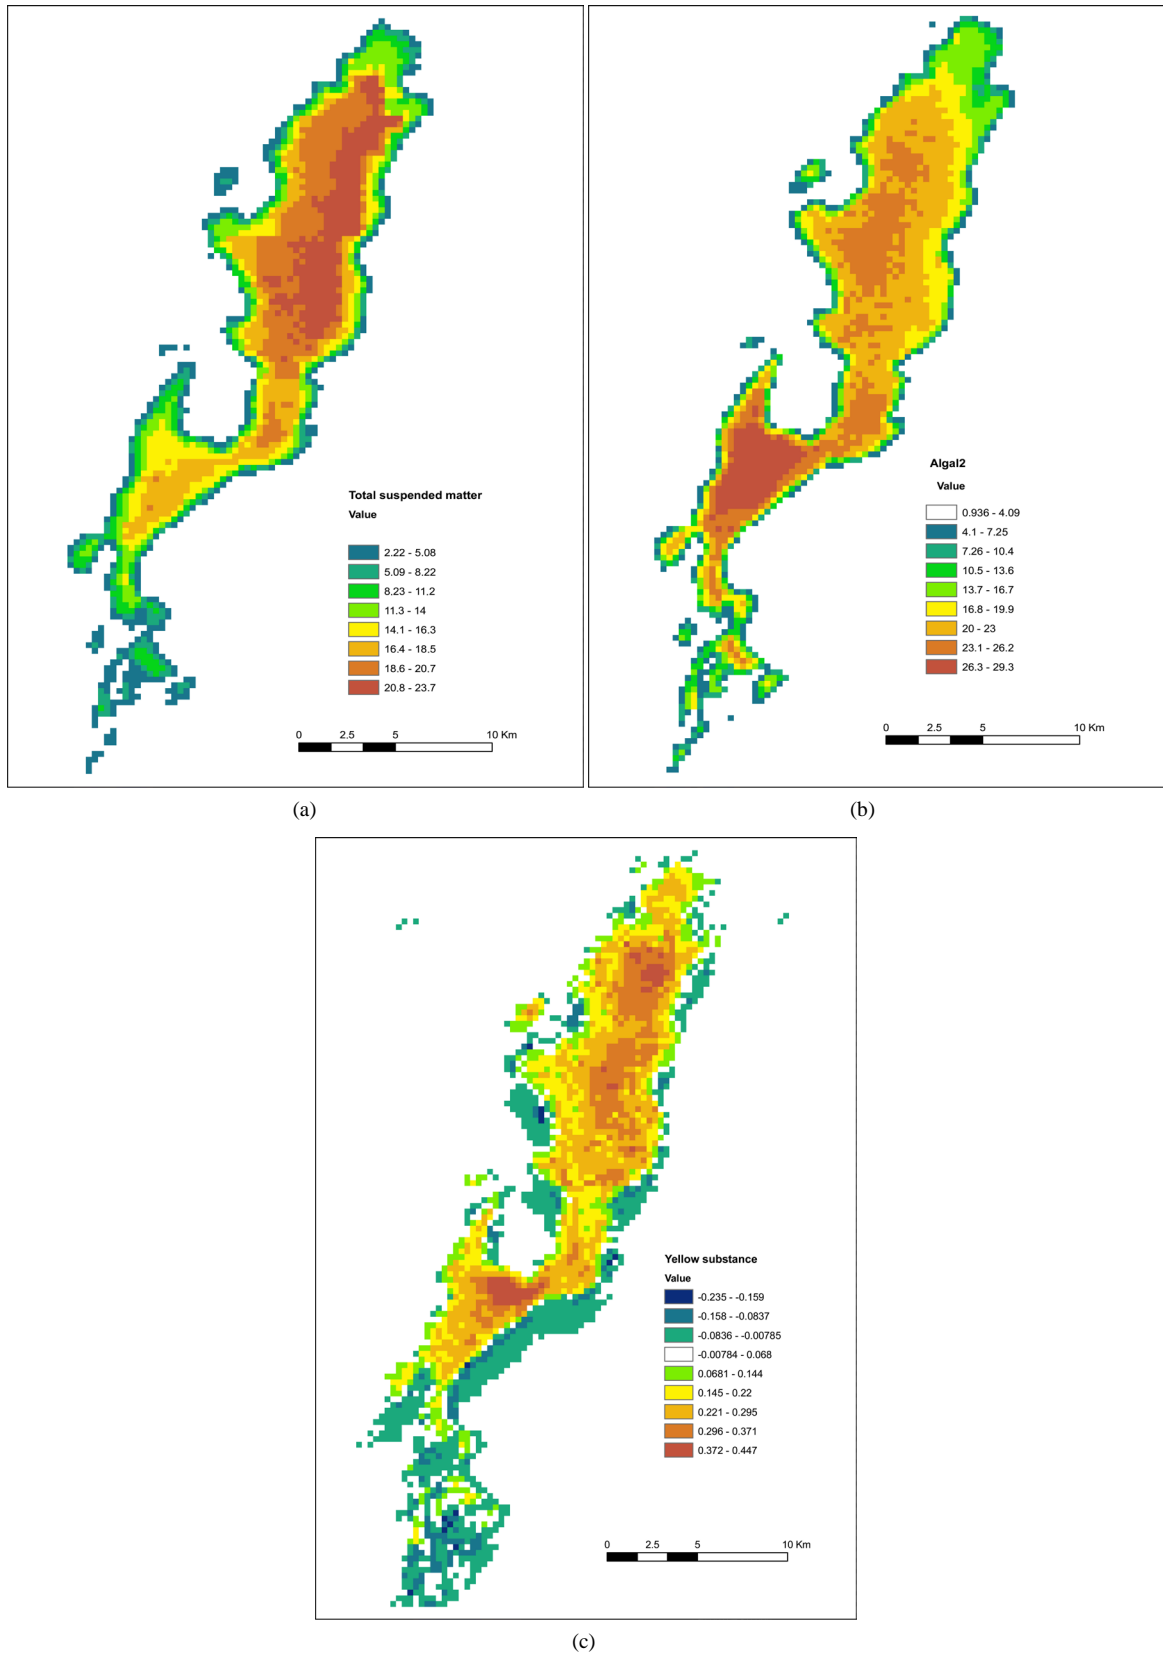 Total suspended matter
Value
2.22 - 5.08
5.09 - 8.22
8.23 - 11.2
11.3 - 14
14.1 - 16.3
16.4 - 18.5
18.6 - 20.7
20.8 - 23.7
0 2.5 5 10 Km
(a)
Algal2
Value
0.936 - 4.09
4.1 - 7.25
7.26 - 10.4
10.5 - 13.6
13.7 - 16.7
16.8 - 19.9
20 - 23
23.1 - 26.2
26.3 - 29.3
0 2.5 5 10 Km
(b)
Yellow substance
Value
-0.235 - -0.159
-0.158 - -0.0837
-0.0836 - -0.00785
-0.00784 - 0.068
0.0681 - 0.144
0.145 - 0.22
0.221 - 0.295
0.296 - 0.371
0.372 - 0.447
0 2.5 5 10 Km
(c)